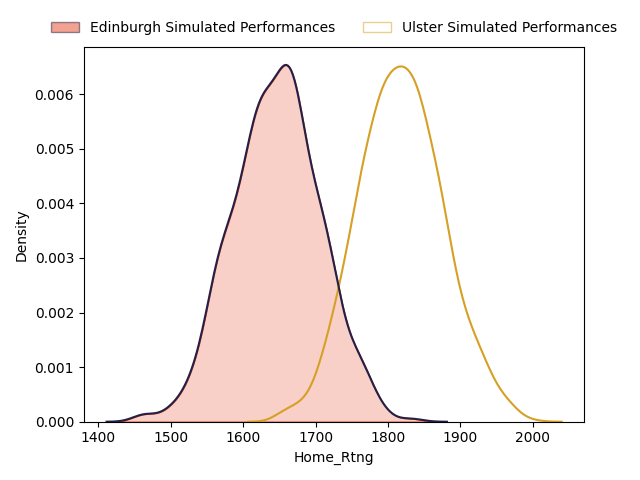 Edinburgh Simulated Performances Ulster Simulated Performances
Density
0.006
0.005
0.004
0.003
0.002
0.001
0.000
1400 1500 1600 1700 1800 1900 2000
Home_Rtng